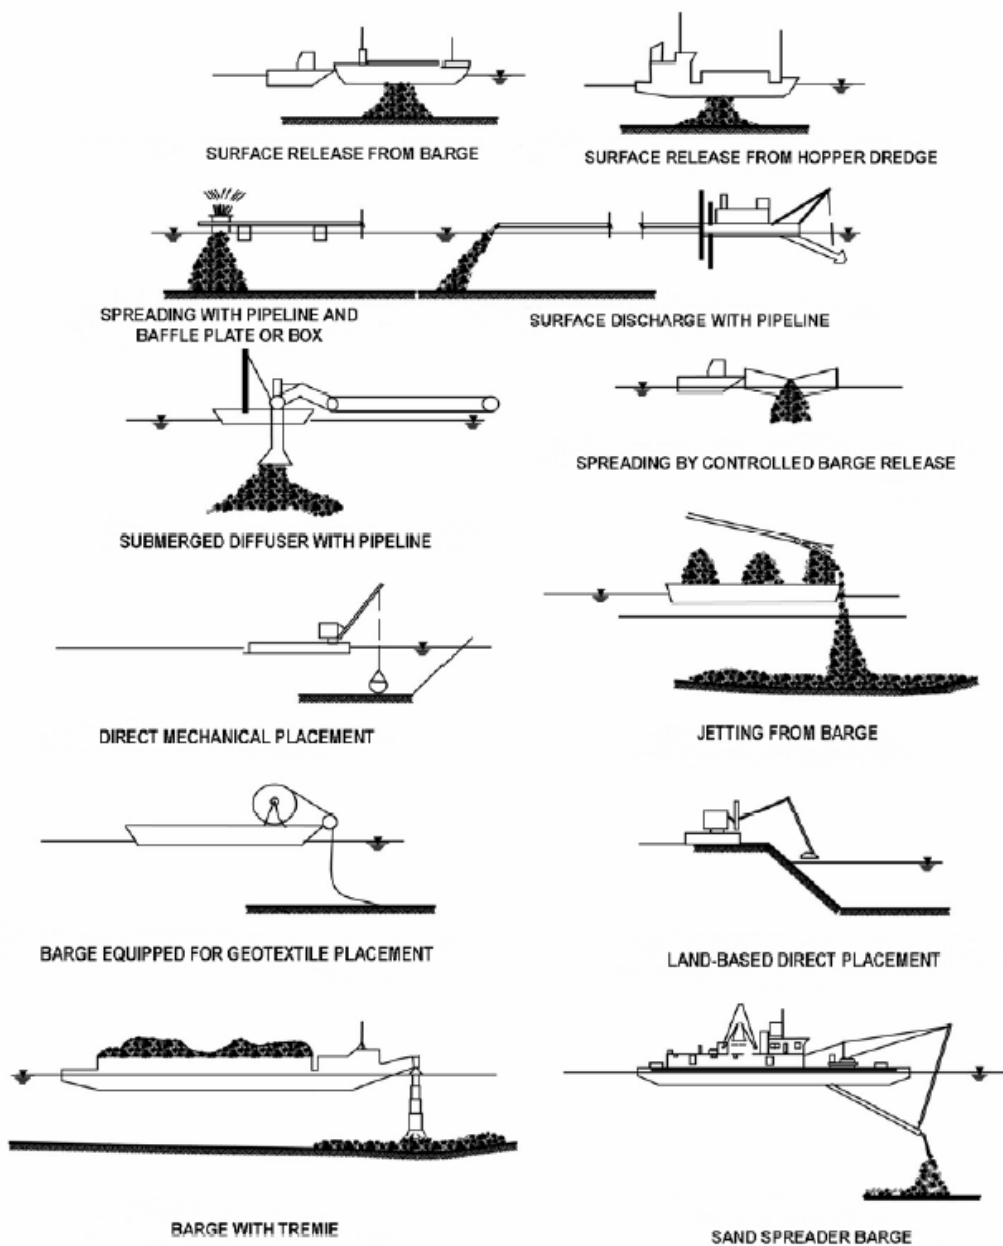 SURFACE RELEASE FROM BARGE
SURFACE RELEASE FROM HOPPER DREDGE
SPREADING WITH PIPELINE AND
BAFFLE PLATE OR BOX
SURFACE DISCHARGE WITH PIPELINE
SPREADING BY CONTROLLED BARGE RELEASE
SUBMERGED DIFFUSER WITH PIPELINE
DIRECT MECHANICAL PLACEMENT
JETTING FROM BARGE
BARGE EQUIPPED FOR GEOTEXTILE PLACEMENT
LAND-BASED DIRECT PLACEMENT
BARGE WITH TREMIE
SAND SPREADER BARGE